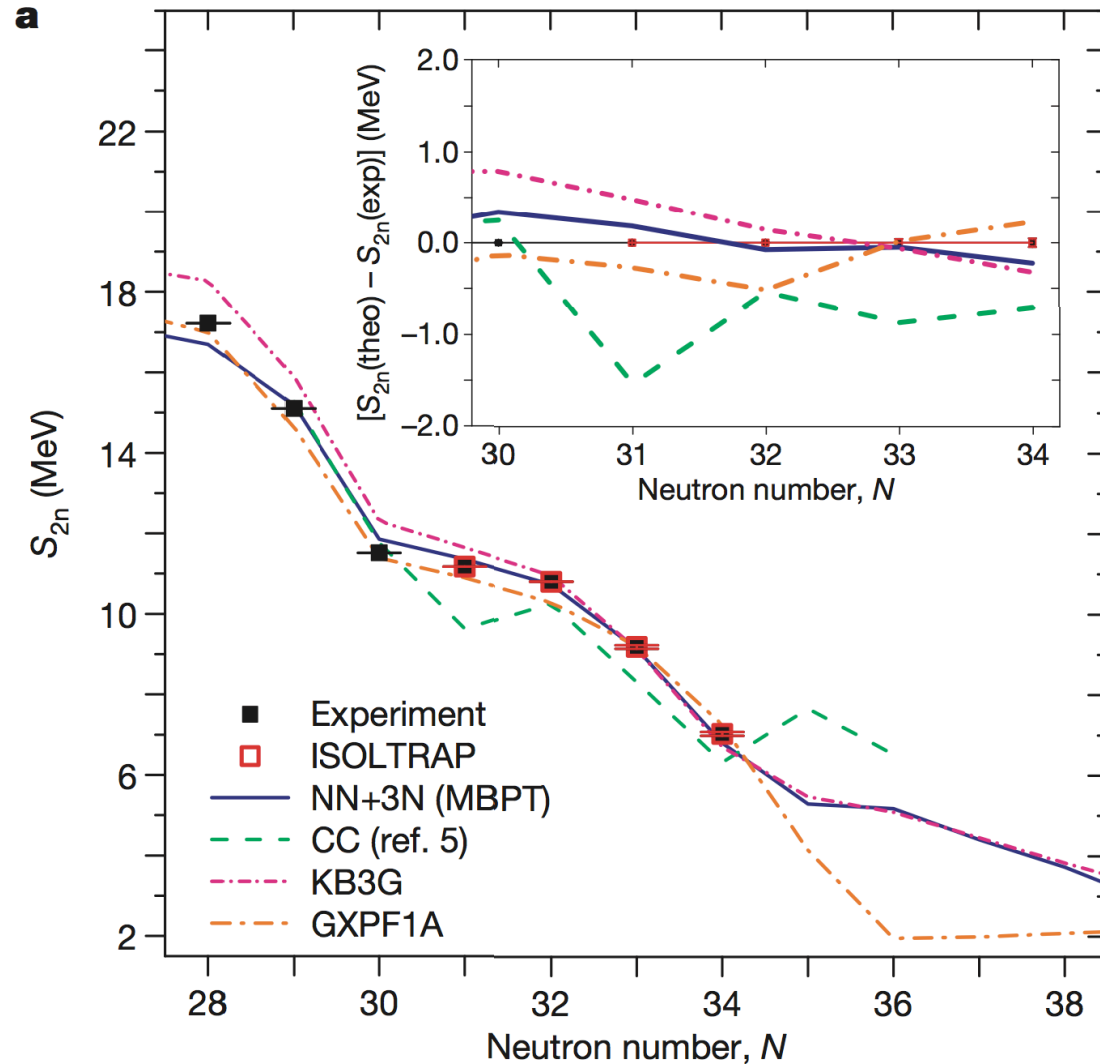 a
[S2n(theo) − S2n(exp)] (MeV)
2.0
1.0
0.0
−1.0
−2.0
30 31 32 33 34
Neutron number, N
S2n (MeV)
22
18
14
10
6
2
Experiment
ISOLTRAP
NN+3N (MBPT)
CC (ref. 5)
KB3G
GXPF1A
28 30 32 34 36 38
Neutron number, N